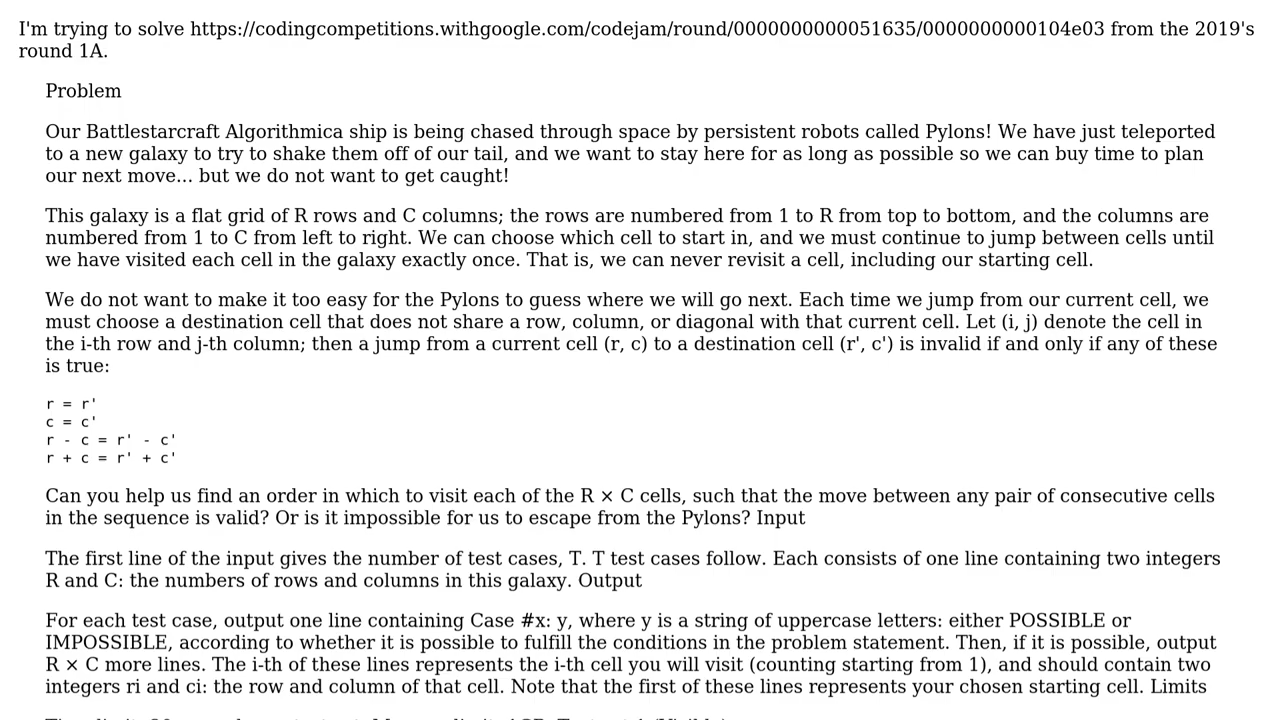 I'm trying to solve https://codingcompetitions.withgoogle.com/codejam/round/0000000000051635/0000000000104e03 from the 2019's
round 1A.
Problem
Our Battlestarcraft Algorithmica ship is being chased through space by persistent robots called Pylons! We have just teleported
to a new galaxy to try to shake them off of our tail, and we want to stay here for as long as possible so we can buy time to plan
our next move... but we do not want to get caught!
This galaxy is a flat grid of R rows and C columns; the rows are numbered from 1 to R from top to bottom, and the columns are
numbered from 1 to C from left to right. We can choose which cell to start in, and we must continue to jump between cells until
we have visited each cell in the galaxy exactly once. That is, we can never revisit a cell, including our starting cell.
We do not want to make it too easy for the Pylons to guess where we will go next. Each time we jump from our current cell, we
must choose a destination cell that does not share a row, column, or diagonal with that current cell. Let (i, j) denote the cell in
the i-th row and j-th column; then a jump from a current cell (r, c) to a destination cell (r', c') is invalid if and only if any of these
is true:
r = r'
c = c'
r - c = r' - c'
r + c = r' + c'
Can you help us find an order in which to visit each of the R × C cells, such that the move between any pair of consecutive cells
in the sequence is valid? Or is it impossible for us to escape from the Pylons? Input
The first line of the input gives the number of test cases, T. T test cases follow. Each consists of one line containing two integers
R and C: the numbers of rows and columns in this galaxy. Output
For each test case, output one line containing Case #x: y, where y is a string of uppercase letters: either POSSIBLE or
IMPOSSIBLE, according to whether it is possible to fulfill the conditions in the problem statement. Then, if it is possible, output
R × C more lines. The i-th of these lines represents the i-th cell you will visit (counting starting from 1), and should contain two
integers ri and ci: the row and column of that cell. Note that the first of these lines represents your chosen starting cell. Limits